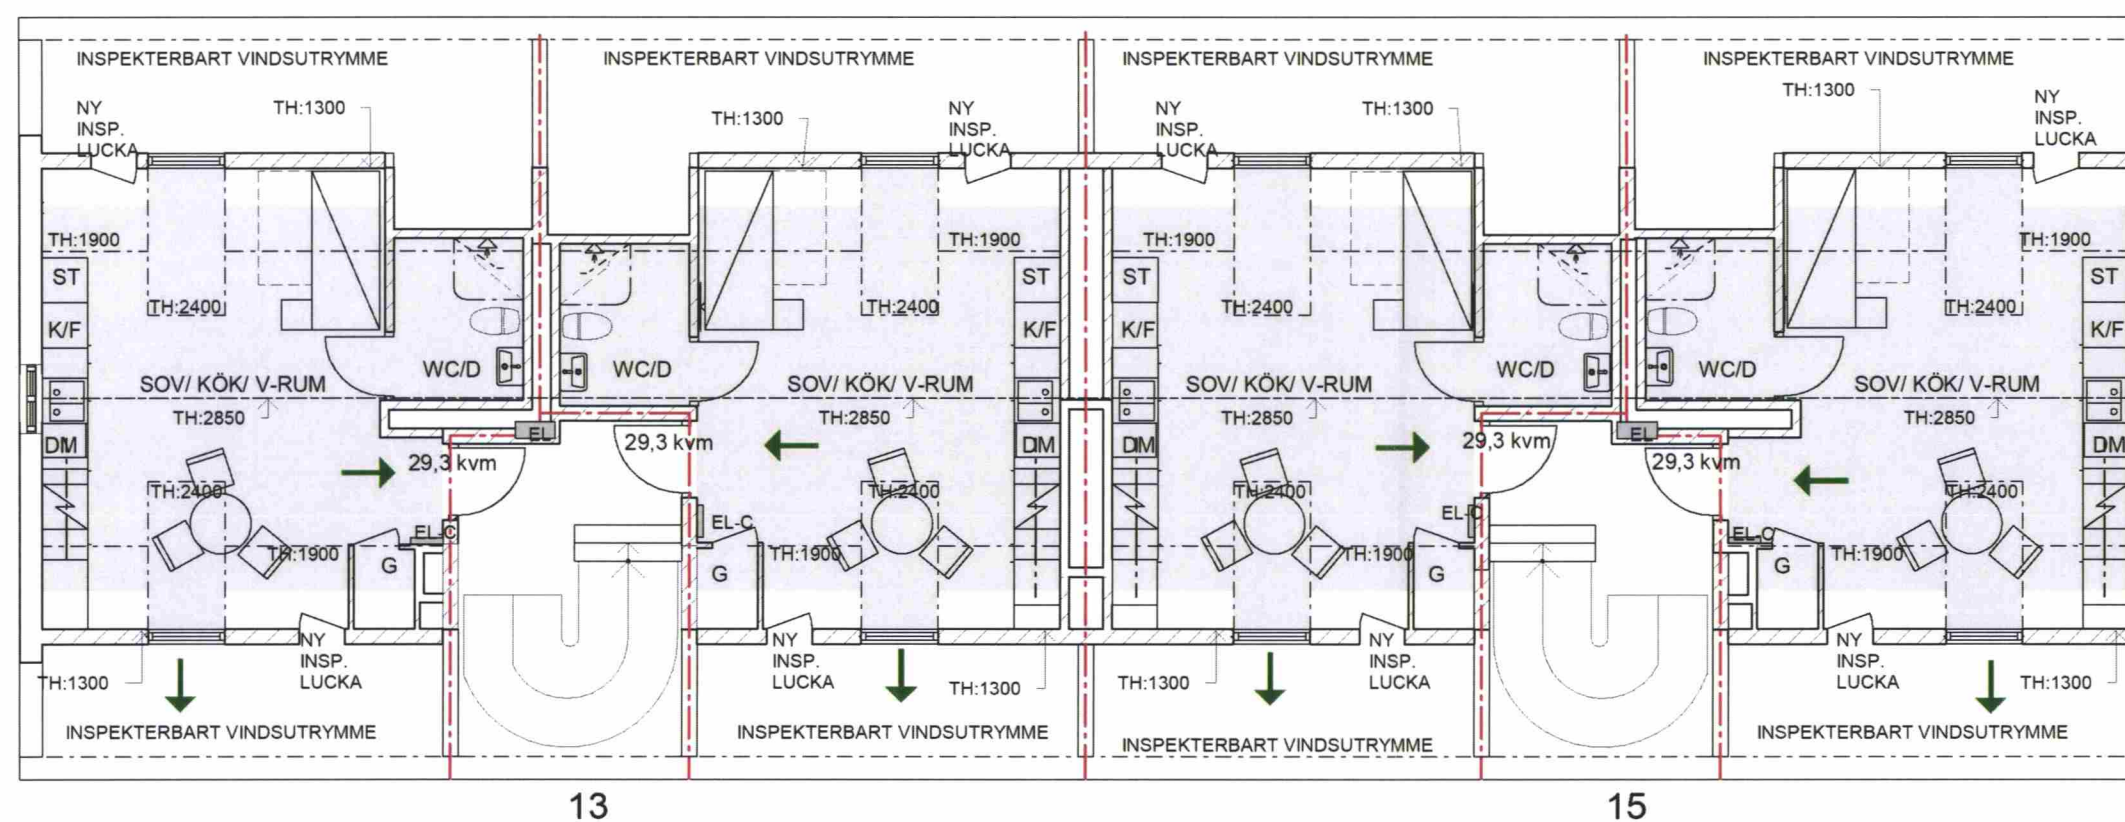 INSPEKTERBART VINDSUTRYMME
INSPEKTERBART VINDSUTRYMME
INSPEKTERBART VINDSUTRYMME
INSPEKTERBART VINDSUTRYMME
NY
INSP.
LUCKA
TH:1300
TH:1300
NY
INSP.
LUCKA
NY
INSP.
LUCKA
TH:1300
TH:1300
NY
INSP.
LUCKA
TH:1900
TH:1900
TH:1900
TH:1900
ST
ST
ST
ST
TH:2400
TH:2400
TH:2400
TH:2400
K/F
K/F
K/F
K/F
WC/D
WC/D
WC/D
WC/D
SOV/ KÖK/ V-RUM
SOV/ KÖK/ V-RUM
SOV/ KÖK/ V-RUM
SOV/ KÖK/ V-RUM
TH:2850
TH:2850
TH:2850
TH:2850
EL
EL
DM
DM
DM
DM
29,3 kvm
29,3 kvm
29,3 kvm
29,3 kvm
TH:2400
TH:2400
TH:2400
TH:2400
EL-C
EL-C
EL-C
EL-C
TH:1900
TH:1900
TH:1900
TH:1900
G
G
G
G
NY
INSP.
LUCKA
NY
INSP.
LUCKA
NY
INSP.
LUCKA
NY
INSP.
LUCKA
TH:1300
TH:1300
TH:1300
TH:1300
INSPEKTERBART VINDSUTRYMME
INSPEKTERBART VINDSUTRYMME
INSPEKTERBART VINDSUTRYMME
INSPEKTERBART VINDSUTRYMME
13
15